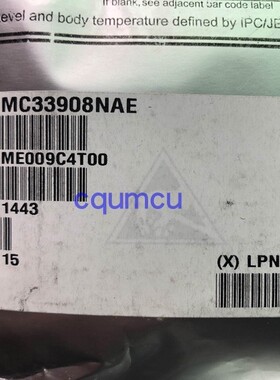 If blank, see adjacent bar code label
evel and body temperature defined by IPC/JE
MC33908NAE
ME009C4T00
cqumcu
1443
15
(X) LPN